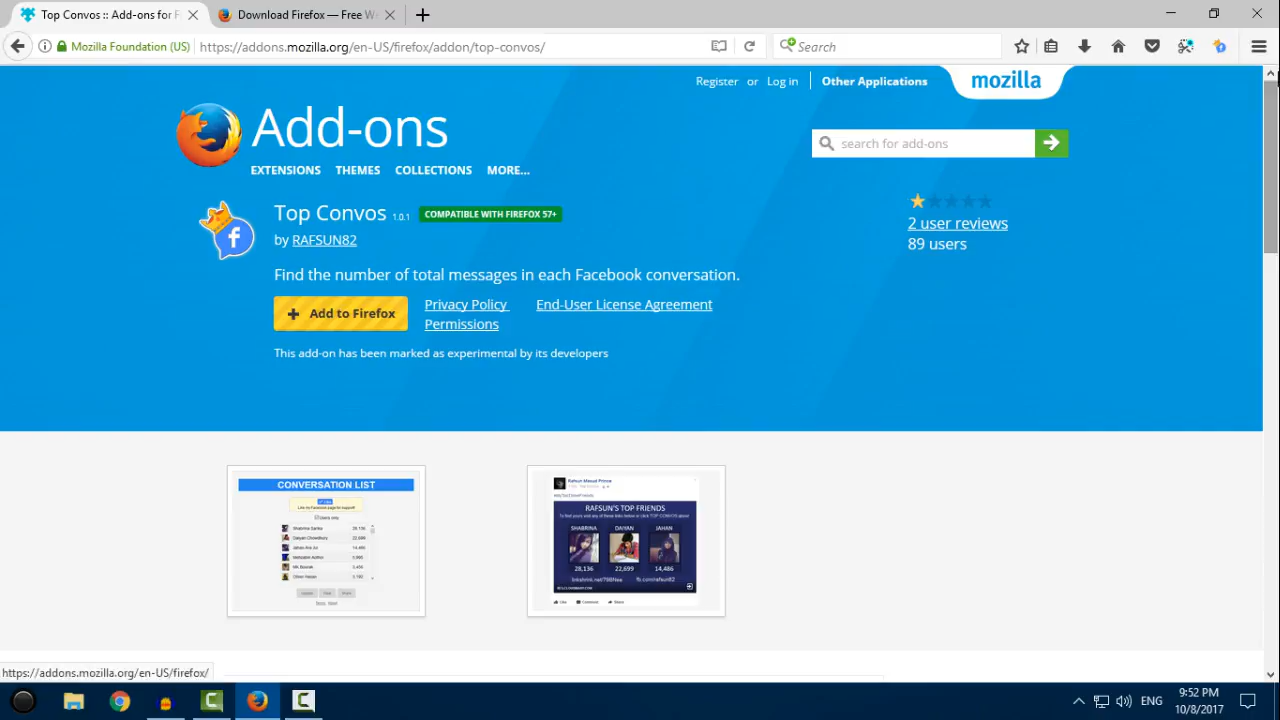 Top Convos :: Add-ons for F
Download Firefox — Free We
Mozilla Foundation (US)
https://addons.mozilla.org/en-US/firefox/addon/top-convos/
Search
Register or Log in
Other Applications
mozilla
Add-ons
search for add-ons
EXTENSIONS THEMES COLLECTIONS MORE...
Top Convos 1.0.1 COMPATIBLE WITH FIREFOX 57+
by RAFSUN82
2 user reviews
89 users
Find the number of total messages in each Facebook conversation.
Add to Firefox
Privacy Policy
End-User License Agreement
Permissions
This add-on has been marked as experimental by its developers
CONVERSATION LIST
RAFSUN'S TOP FRIENDS
SHABRINA DAIYAN JAHAN
28,136 22,699 14,486
https://addons.mozilla.org/en-US/firefox/
ENG
9:52 PM
10/8/2017